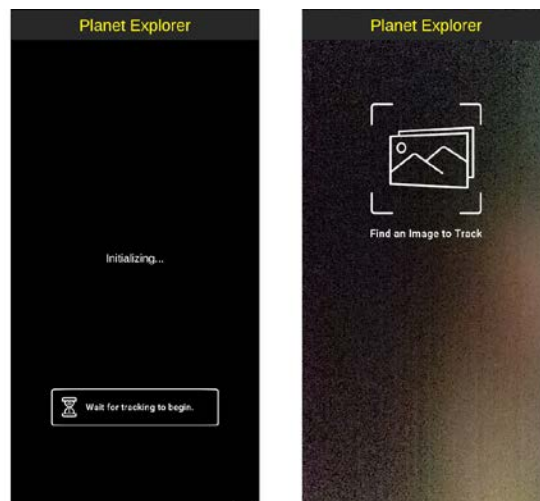 Planet Explorer
Initializing...
Wait for tracking to begin.
Planet Explorer
Find an Image to Track